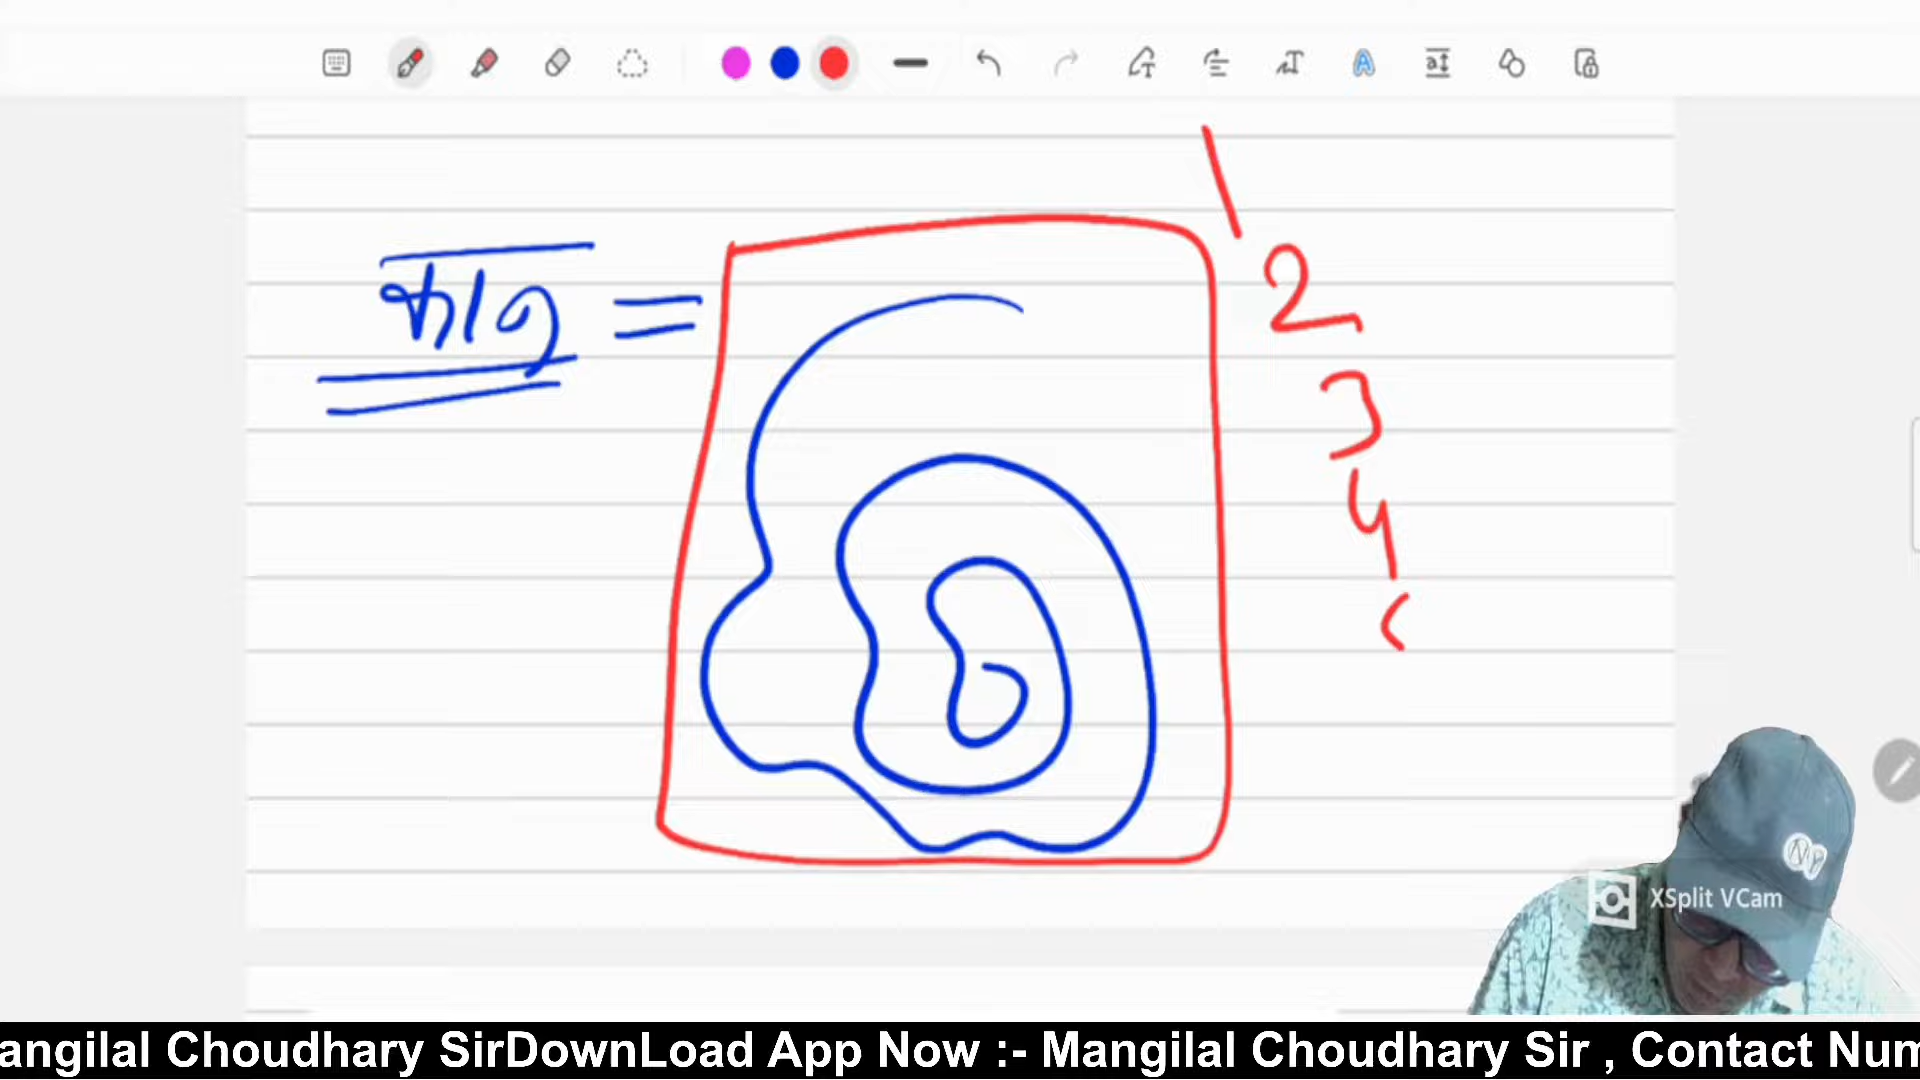 कान =
1
2
3
4
XSplit VCam
angilal Choudhary SirDownLoad App Now :- Mangilal Choudhary Sir , Contact Num